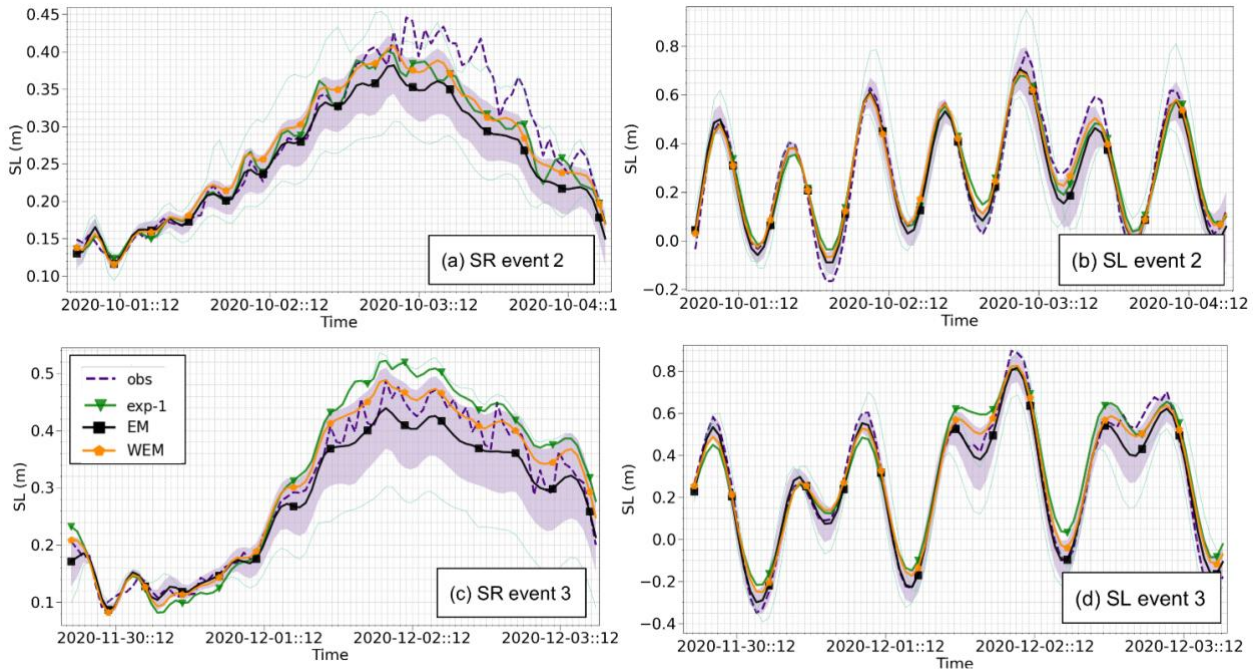 0.45
0.40
0.35
0.30
0.25
0.20
0.15
0.10
SL (m)
(a) SR event 2
2020-10-01::12 2020-10-02::12 2020-10-03::12 2020-10-04::1
Time
0.8
0.6
0.4
0.2
0.0
−0.2
SL (m)
(b) SL event 2
2020-10-01::12 2020-10-02::12 2020-10-03::12 2020-10-04::12
Time
0.5
0.4
0.3
0.2
0.1
SL (m)
obs
exp-1
EM
WEM
(c) SR event 3
2020-11-30::12 2020-12-01::12 2020-12-02::12 2020-12-03::12
Time
0.8
0.6
0.4
0.2
0.0
−0.2
−0.4
SL (m)
(d) SL event 3
2020-11-30::12 2020-12-01::12 2020-12-02::12 2020-12-03::12
Time